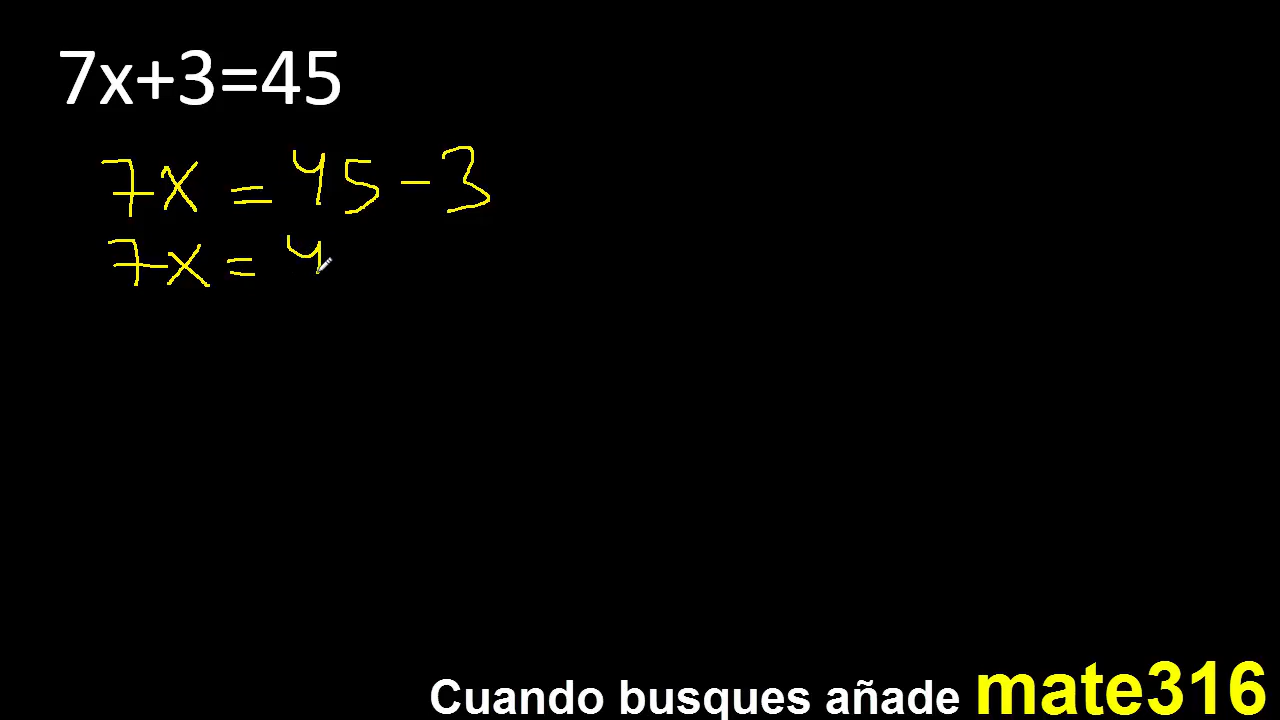 7x+3=45
7x = 45 - 3
7x = 4
Cuando busques añade mate316